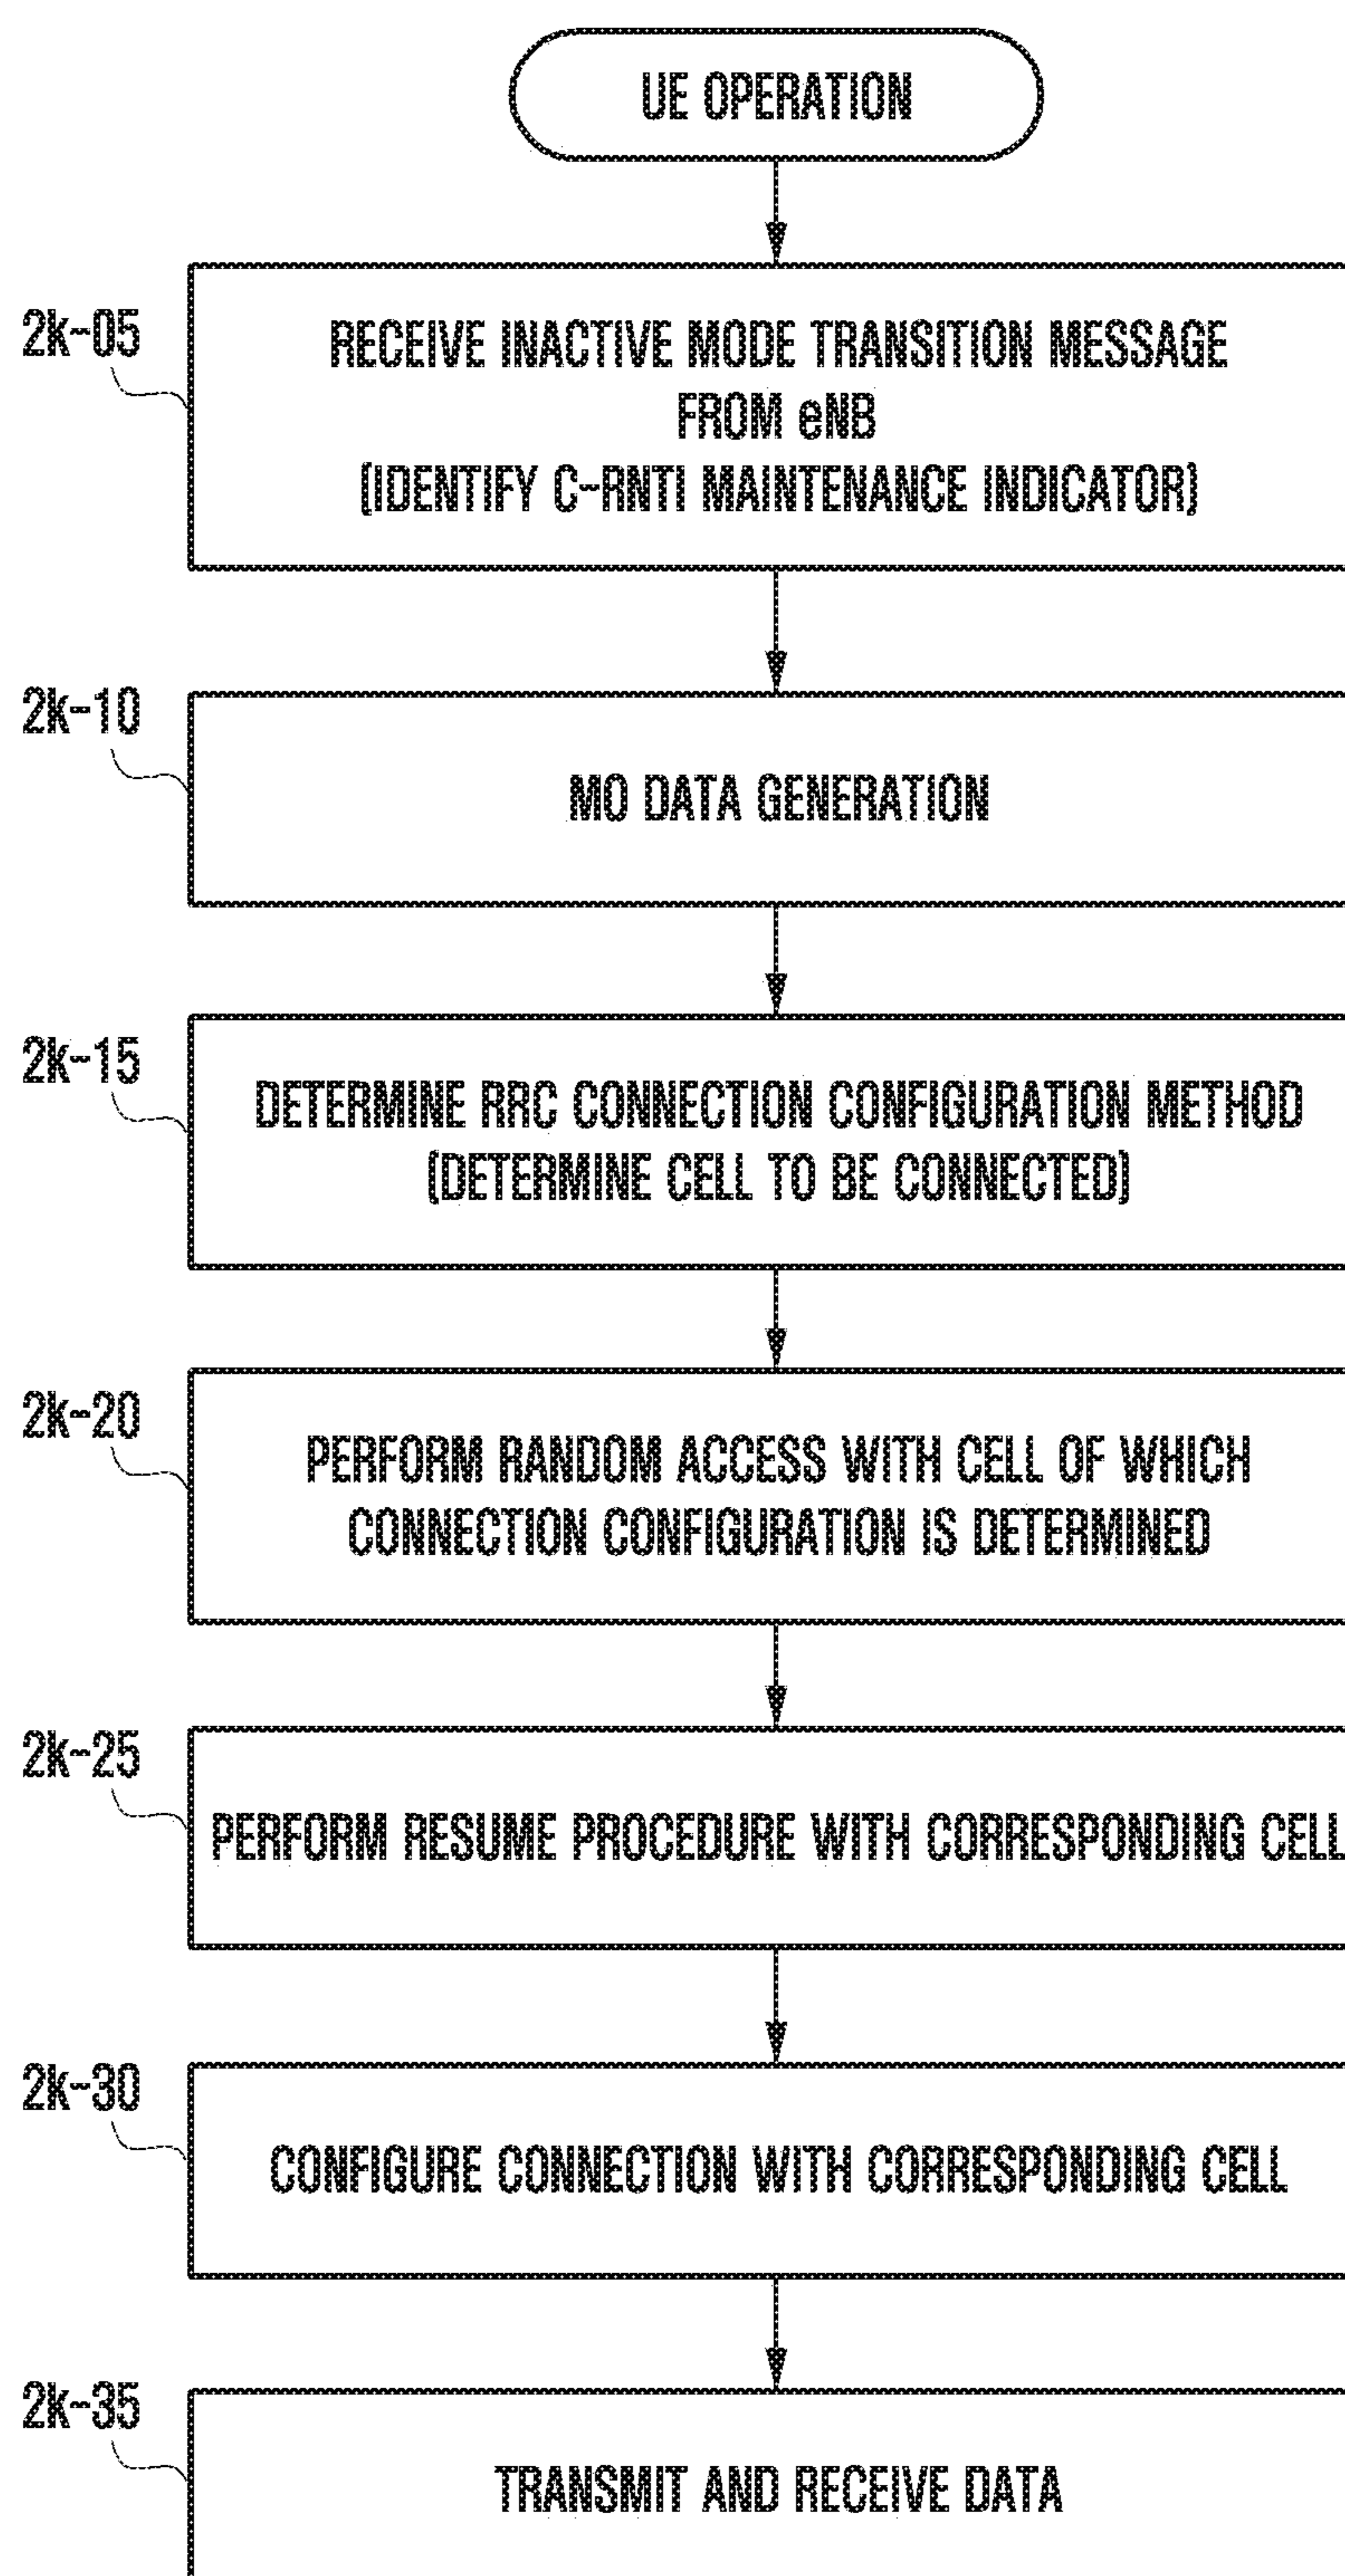 UE OPERATION
2k-05
RECEIVE INACTIVE MODE TRANSITION MESSAGE
FROM eNB
(IDENTIFY C-RNTI MAINTENANCE INDICATOR)
2k-10
MO DATA GENERATION
2k-15
DETERMINE RRC CONNECTION CONFIGURATION METHOD
(DETERMINE CELL TO BE CONNECTED)
2k-20
PERFORM RANDOM ACCESS WITH CELL OF WHICH
CONNECTION CONFIGURATION IS DETERMINED
2k-25
PERFORM RESUME PROCEDURE WITH CORRESPONDING CELL
2k-30
CONFIGURE CONNECTION WITH CORRESPONDING CELL
2k-35
TRANSMIT AND RECEIVE DATA